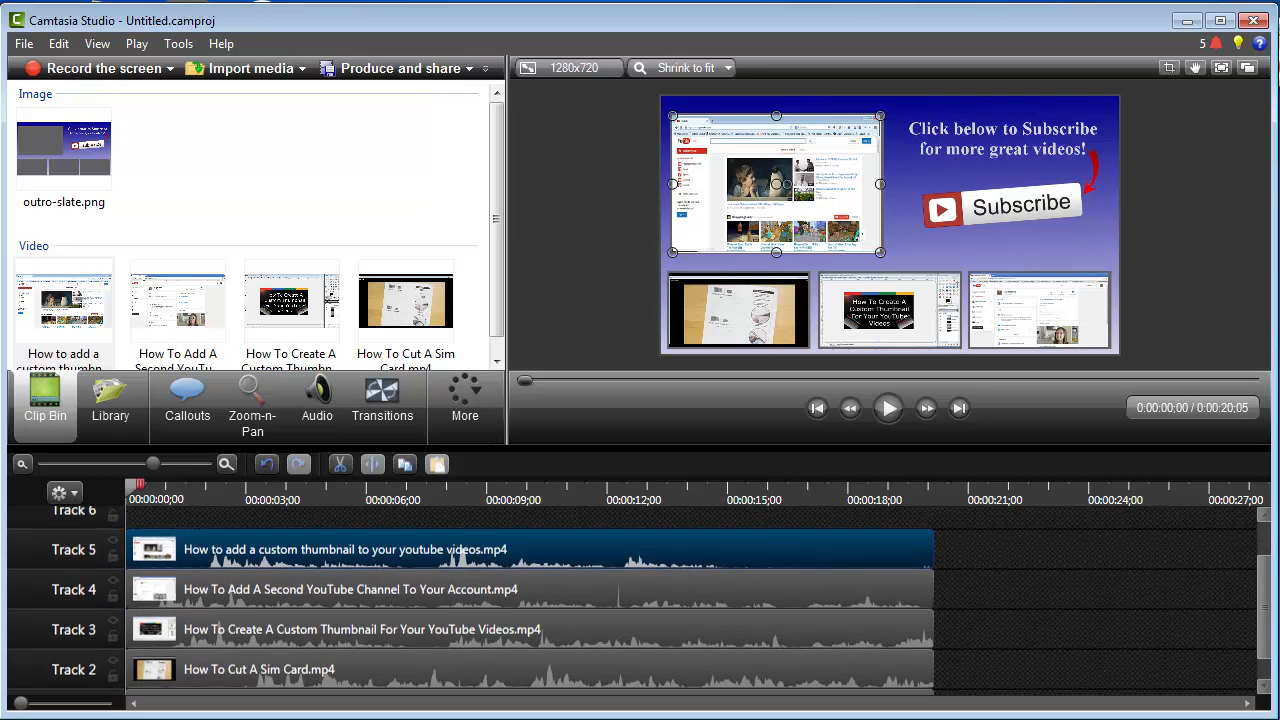 Camtasia Studio - Untitled.camproj
File Edit View Play Tools Help
5
Record the screen Import media Produce and share
1280x720 Shrink to fit
Image
outro-slate.png
Video
How to add a custom thumbn...
How To Add A Second YouTu...
How To Create A Custom Thumbn...
How To Cut A Sim Card.mp4
Click below to Subscribe
for more great videos!
Subscribe
How To Create A
Custom Thumbnail
For Your YouTube
Videos
Clip Bin
Library
Callouts
Zoom-n-
Pan
Audio
Transitions
More
0:00:00;00 / 0:00:20;05
00:00:00;00 00:00:03;00 00:00:06;00 00:00:09;00 00:00:12;00 00:00:15;00 00:00:18;00 00:00:21;00 00:00:24;00 00:00:27;00
Track 6
Track 5 How to add a custom thumbnail to your youtube videos.mp4
Track 4 How To Add A Second YouTube Channel To Your Account.mp4
Track 3 How To Create A Custom Thumbnail For Your YouTube Videos.mp4
Track 2 How To Cut A Sim Card.mp4